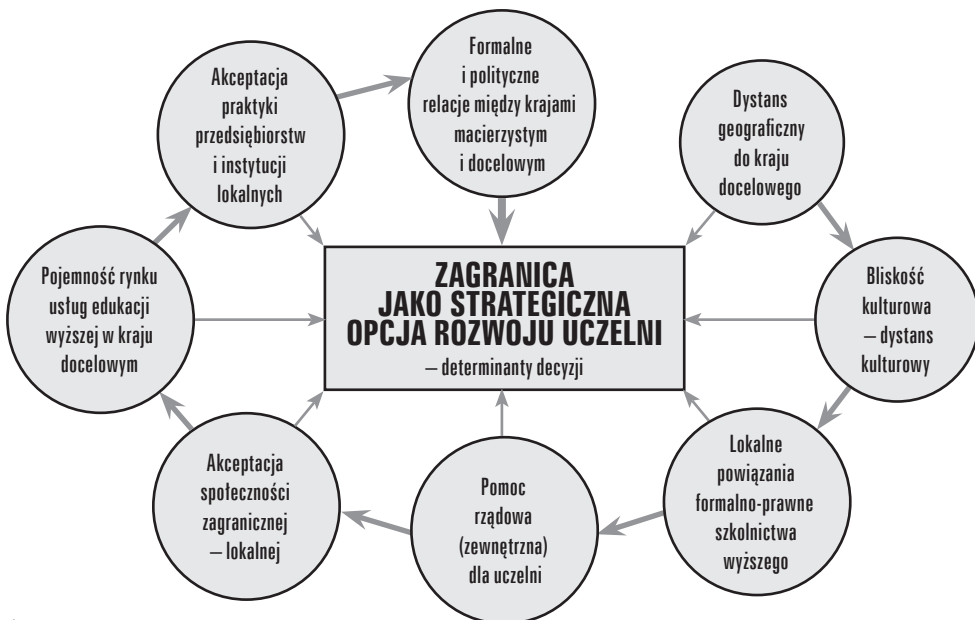 Formalne
i polityczne
relacje między krajami
macierzystym
i docelowym
Akceptacja
praktyki
przedsiębiorstw
i instytucji
lokalnych
Dystans
geograficzny
do kraju
docelowego
Pojemność rynku
usług edukacji
wyższej w kraju
docelowym
ZAGRANICA
JAKO STRATEGICZNA
OPCJA ROZWOJU UCZELNI
– determinanty decyzji
Bliskość
kulturowa
– dystans
kulturowy
Akceptacja
społeczności
zagranicznej
– lokalnej
Pomoc
rządowa
(zewnętrzna)
dla uczelni
Lokalne
powiązania
formalno-prawne
szkolnictwa
wyższego